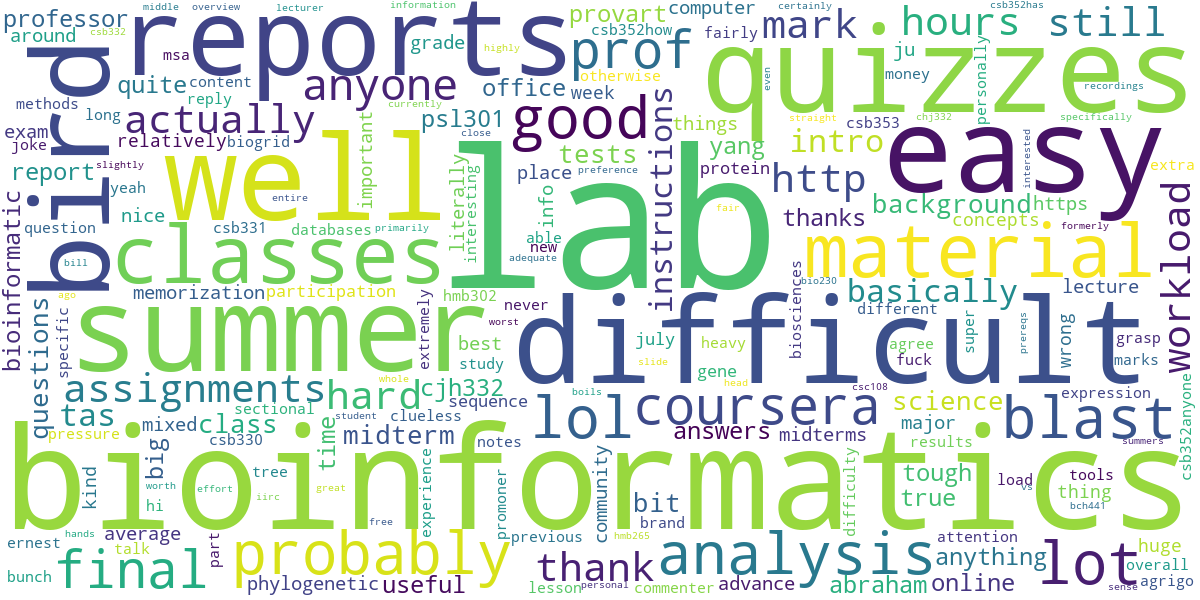 professor
middle
overview
lecturer
information
provart
computer
certainly
csb352has
around
csb332
reports
csb352how
fairly
mark
hours
still
bird
msa
grade
highly
prof
quizzes
ju
personally
quite
content
anyone
office
otherwise
week
even
money
recordings
methods
reply
currently
good
long
actually
psl301
things
csb353
straight
chj332
specifically
exam
joke
relatively
biogrid
close
instructions
tests
yang
intro
easy
interested
report
slightly
well
important
literally
interesting
place
preference
protein
http
extra
yeah
entire
nice
info
fair
thanks
background
https
workload
question
csb331
databases
primarily
able
new
lab
concepts
formerly
classes
adequate
material
bioinformatic
bill
biosciences
bio230
memorization
participation
hmb302
basically
lecture
ago
summer
extremely
never
difficult
different
super
prereqs
wrong
questions
specific
worst
july
heavy
agree
grasp
best
study
slide
gene
fuck
marks
whole
head
csc108
assignments
hard
cjh332
sequence
boils
coursera
science
expression
tas
sectional
student
clueless
lol
major
blast
csb352anyone
mixed
class
time
midterm
notes
answers
midterms
results
summers
pressure
csb330
big
bioinformatics
kind
tree
experience
promoner
community
difficulty
tough
load
tools
worth
effort
iirc
great
bit
true
thing
vs
bch441
hi
free
brand
hands
average
previous
hmb265
attention
ernest
talk
part
probably
analysis
anything
huge
bunch
final
thank
lot
overall
phylogenetic
useful
lesson
personal
commenter
advance
abraham
online
sense
agrigo